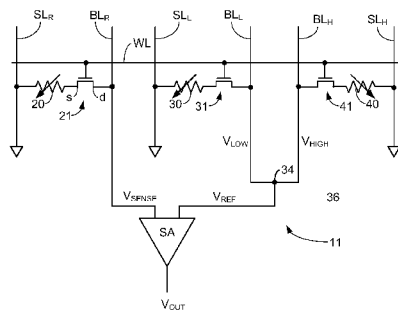 SL_R BL_R SL_L BL_L BL_H SL_H
WL
20 s d 30 31 41 40
21
V_LOW V_HIGH
34
V_SENSE V_REF 36
SA
11
V_OUT